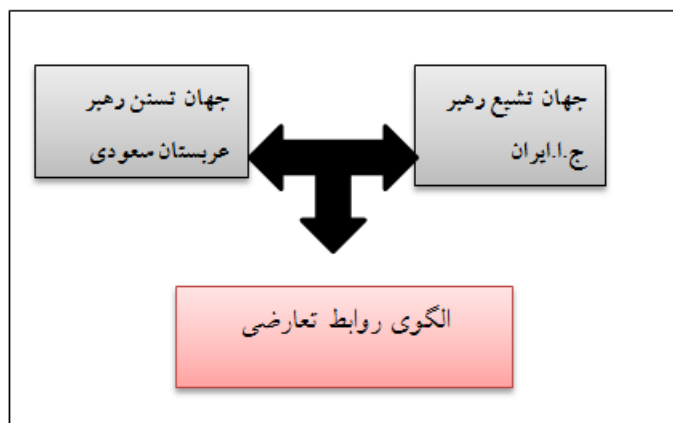 جهان تشیع رهبر
ج.ا.ایران
جهان تسنن رهبر
عربستان سعودی
الگوی روابط تعارضی